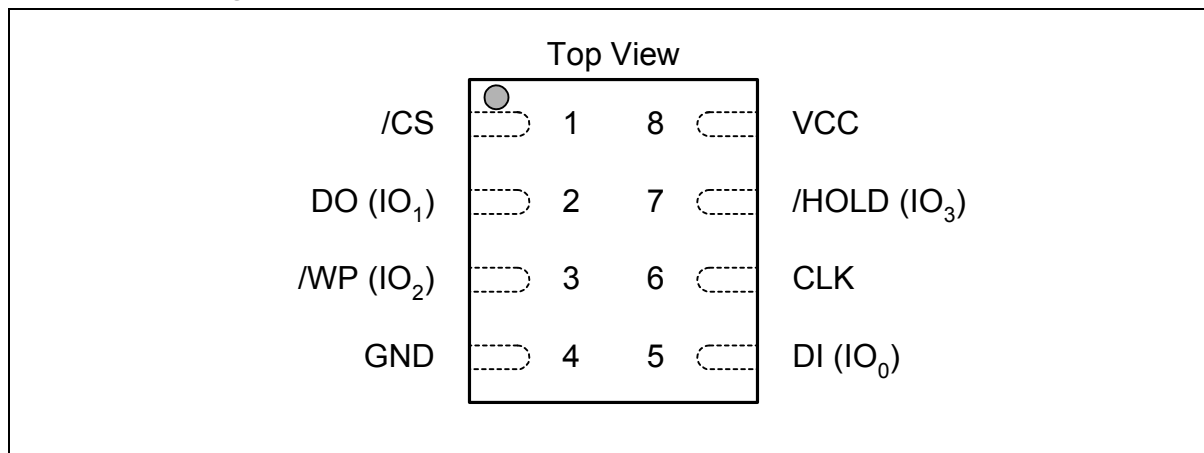 Top View
/CS 1 8 VCC
DO (IO₁) 2 7 /HOLD (IO₃)
/WP (IO₂) 3 6 CLK
GND 4 5 DI (IO₀)